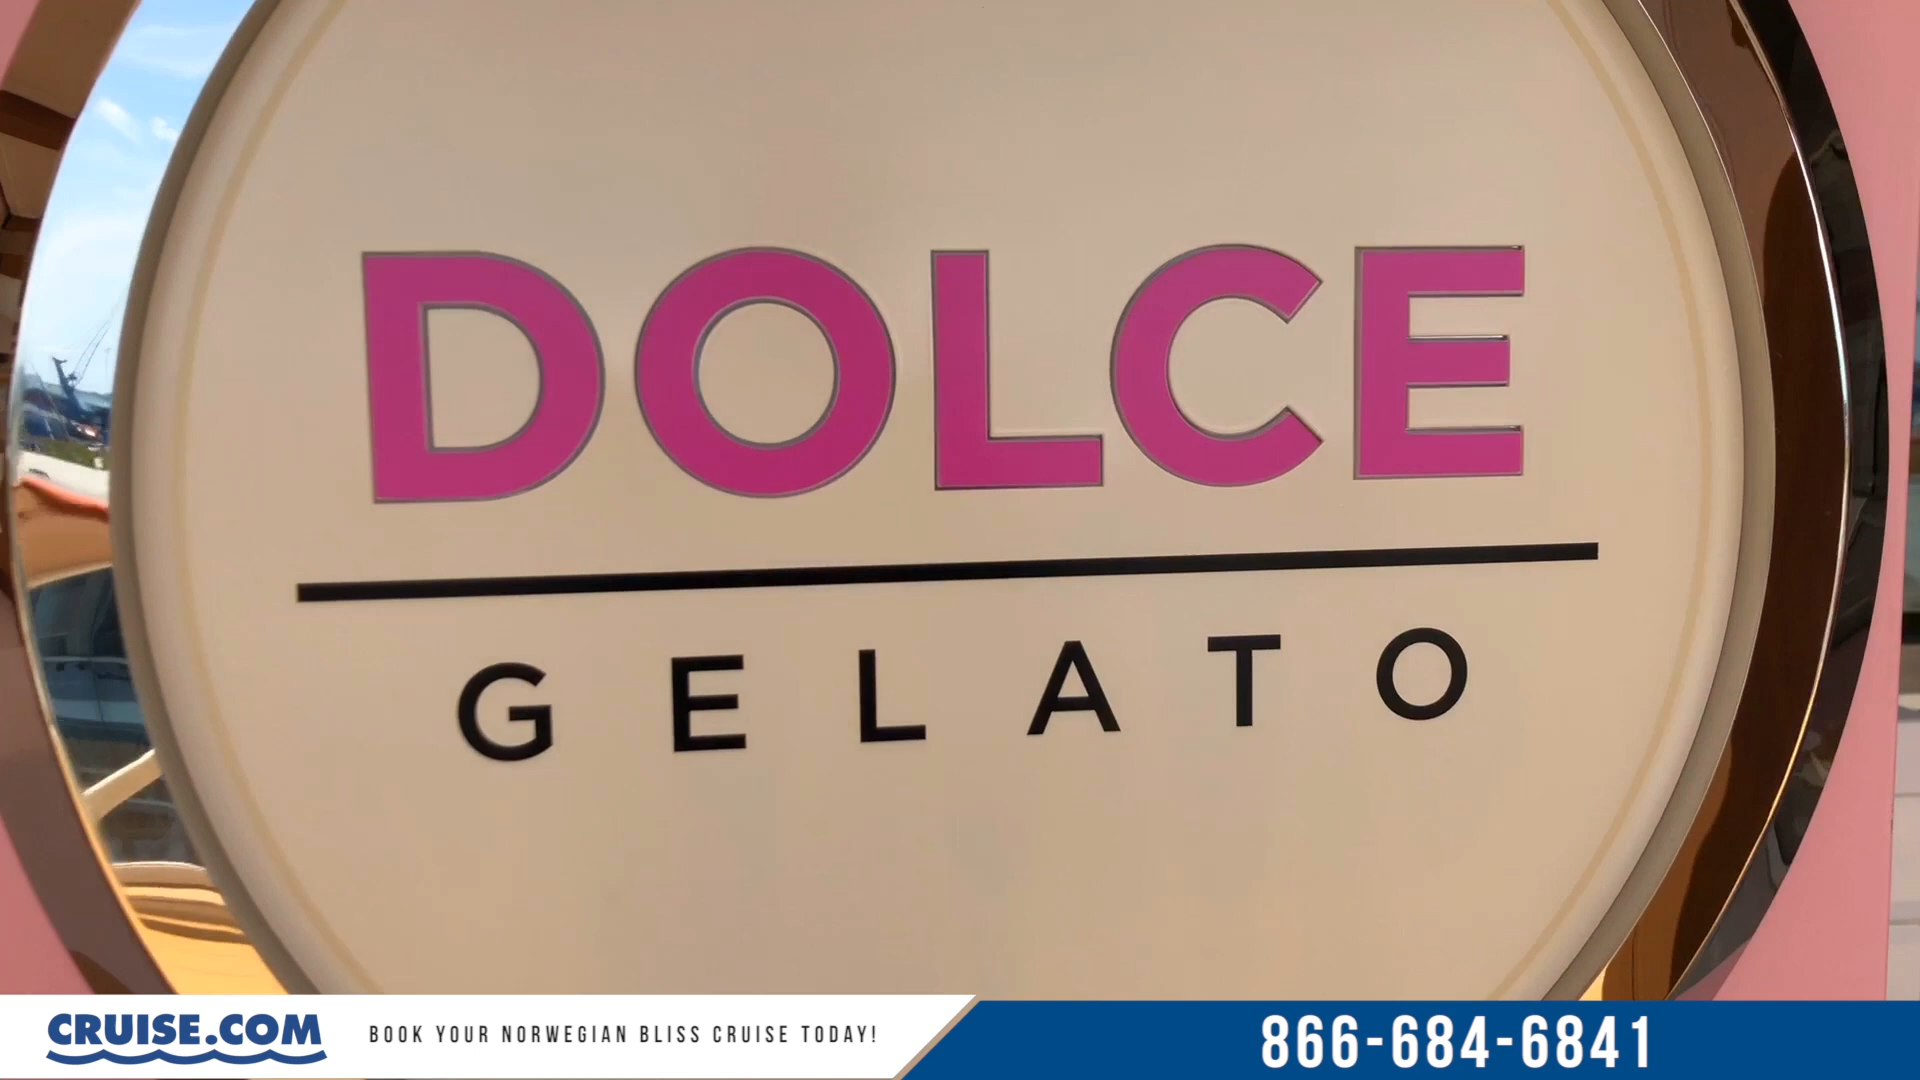 DOLCE
GELATO
CRUISE.COM
BOOK YOUR NORWEGIAN BLISS CRUISE TODAY!
866-684-6841